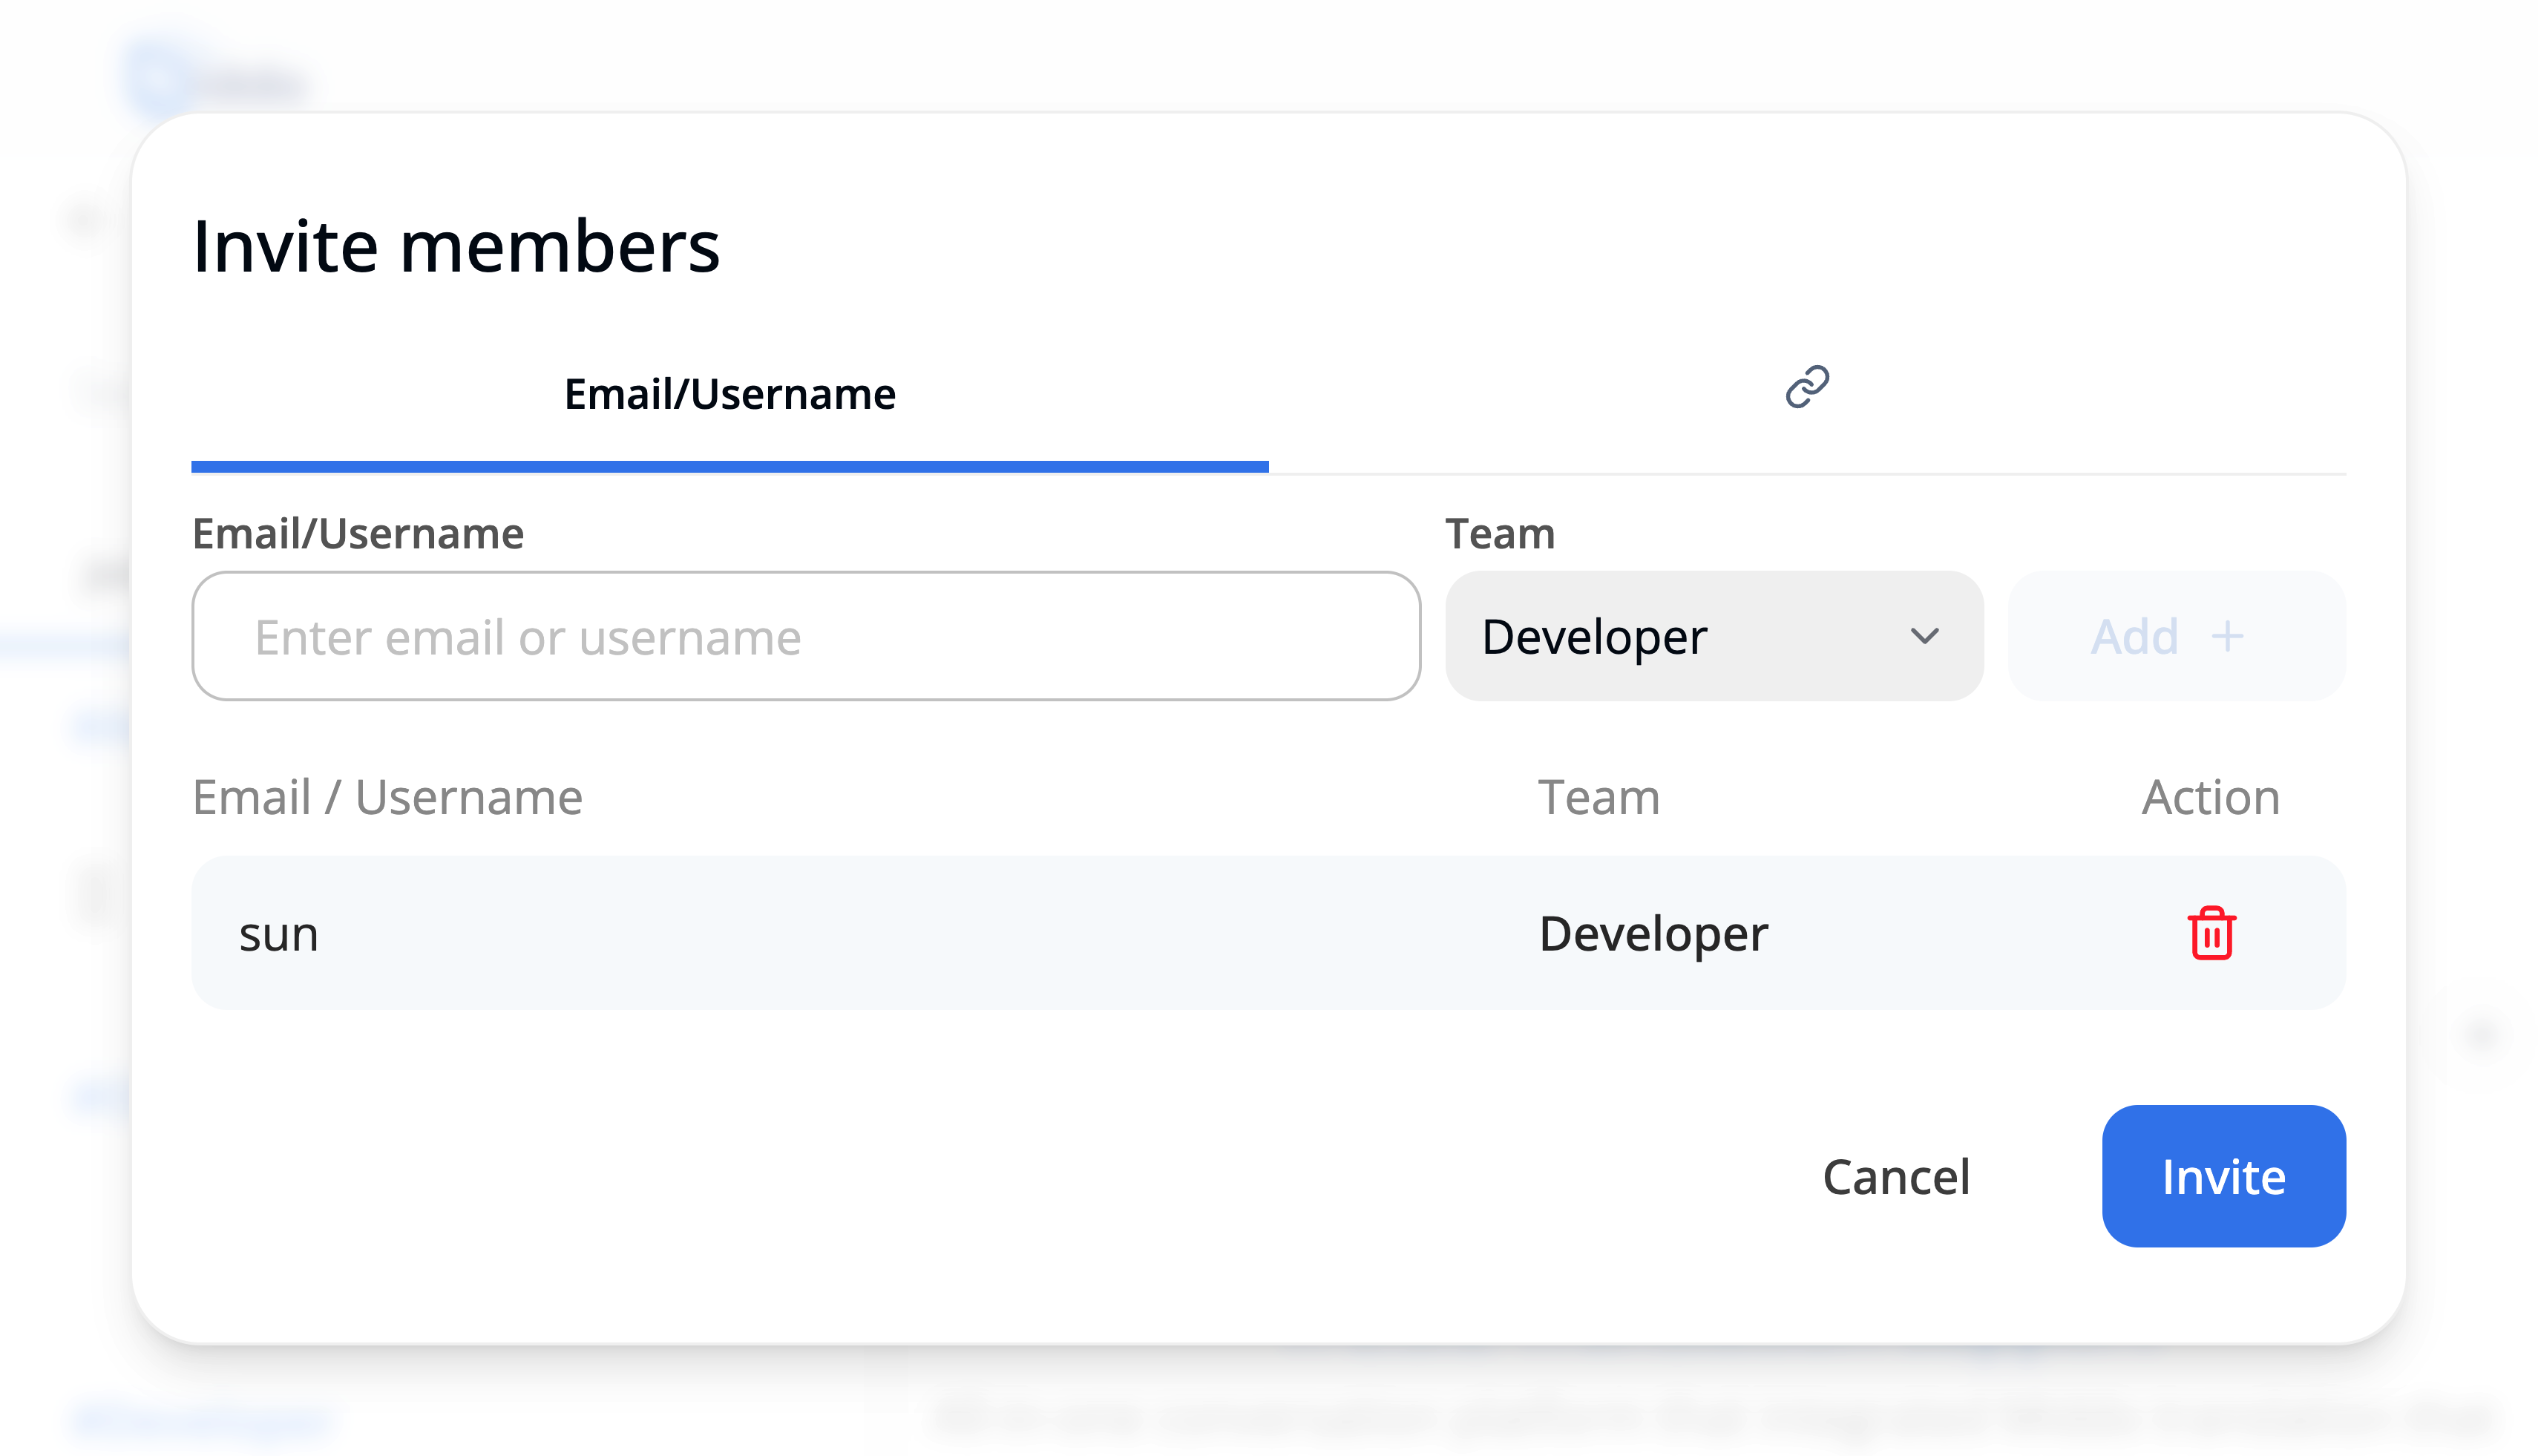 Invite members
Email/Username
Email/Username Team
Enter email or username Developer Add +
Email / Username Team Action
sun Developer
Cancel Invite